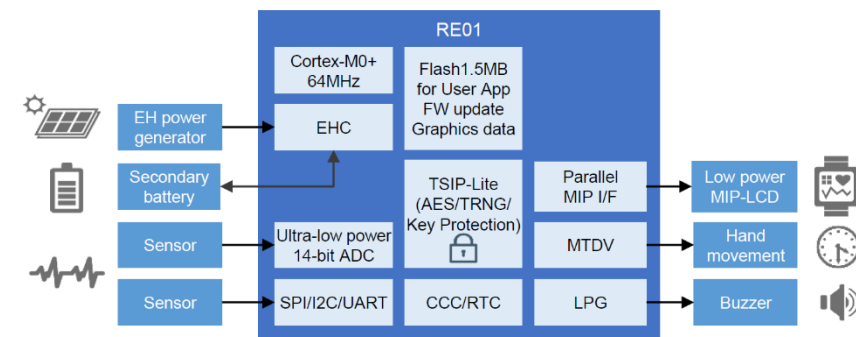 RE01
Cortex-M0+
64MHz
Flash1.5MB
for User App
FW update
Graphics data
EH power
generator
EHC
Secondary
battery
TSIP-Lite
(AES/TRNG/
Key Protection)
Parallel
MIP I/F
Low power
MIP-LCD
Sensor
Ultra-low power
14-bit ADC
MTDV
Hand
movement
Sensor
SPI/I2C/UART
CCC/RTC
LPG
Buzzer